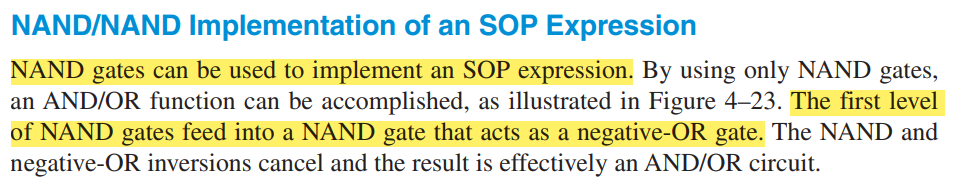 NAND/NAND Implementation of an SOP Expression
NAND gates can be used to implement an SOP expression. By using only NAND gates,
an AND/OR function can be accomplished, as illustrated in Figure 4–23. The first level
of NAND gates feed into a NAND gate that acts as a negative-OR gate. The NAND and
negative-OR inversions cancel and the result is effectively an AND/OR circuit.